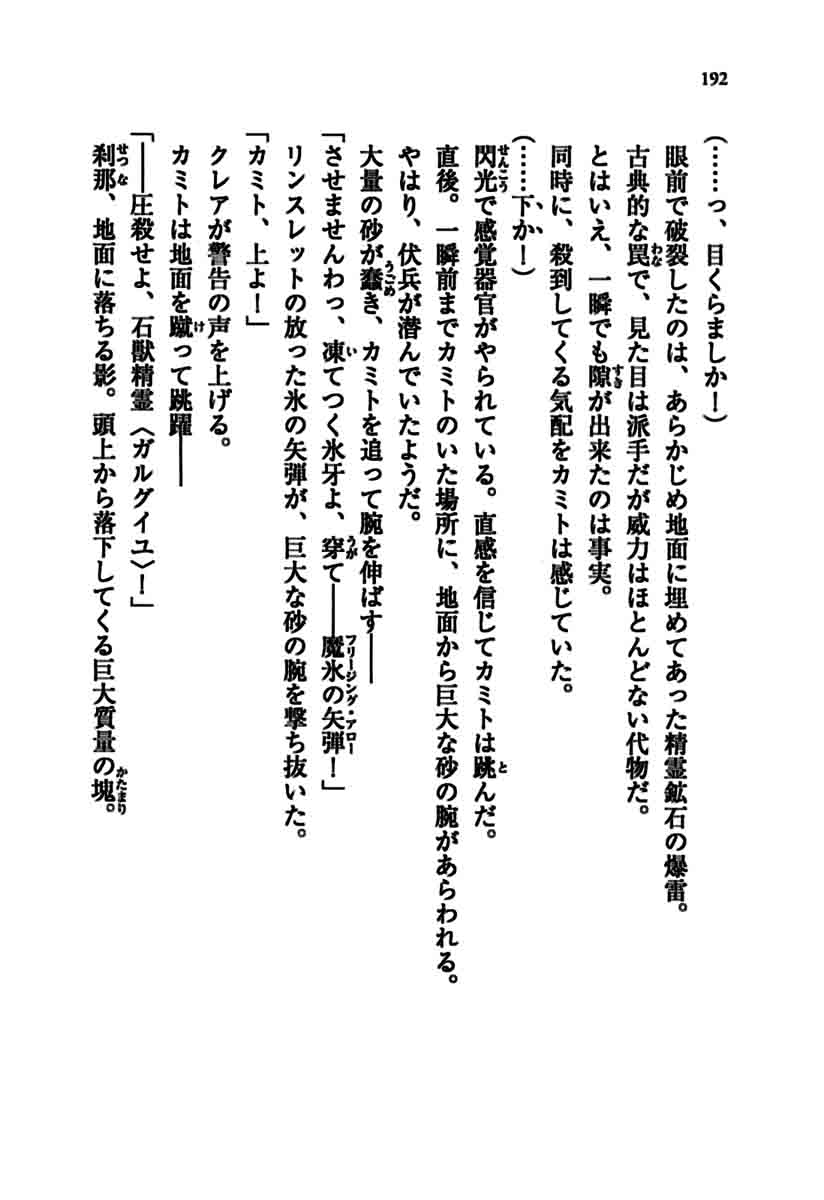 192
(……っ、目くらましか！)
眼前で破裂したのは、あらかじめ地面に埋めてあった精霊鉱石の爆雷。
古典的な罠で、見た目は派手だが威力はほとんどない代物だ。
とはいえ、一瞬でも隙が出来たのは事実。
同時に、殺到してくる気配をカミトは感じていた。
(……下か！)
閃光で感覚器官がやられている。直感を信じてカミトは跳んだ。
直後。一瞬前までカミトのいた場所に、地面から巨大な砂の腕があらわれる。
やはり、伏兵が潜んでいたようだ。
大量の砂が蠢き、カミトを追って腕を伸ばす――
「させませんわっ、凍てつく氷牙よ、穿て――魔氷の矢弾！」
リンスレットの放った氷の矢弾が、巨大な砂の腕を撃ち抜いた。
「カミト、上よ！」
クレアが警告の声を上げる。
カミトは地面を蹴って跳躍――
「――圧殺せよ、石獣精霊〈ガルグイユ〉！」
刹那、地面に落ちる影。頭上から落下してくる巨大質量の塊。